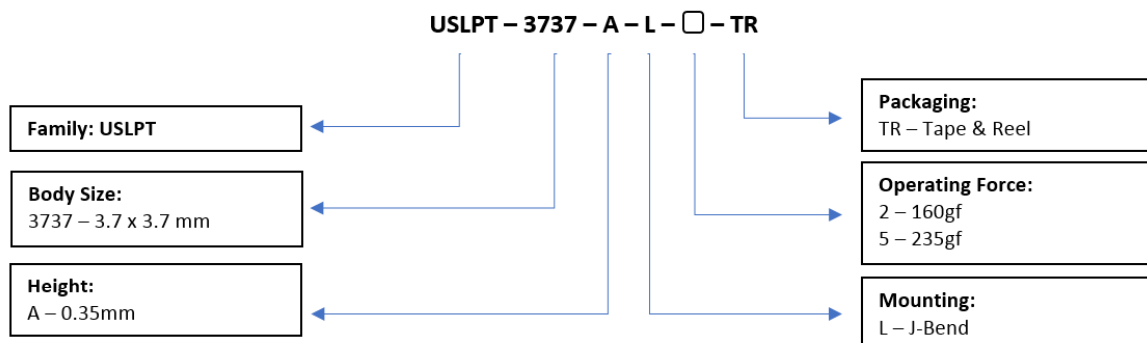 USLPT – 3737 – A – L – ▢ – TR
Family: USLPT
Body Size:
3737 – 3.7 x 3.7 mm
Height:
A – 0.35mm
Packaging:
TR – Tape & Reel
Operating Force:
2 – 160gf
5 – 235gf
Mounting:
L – J-Bend